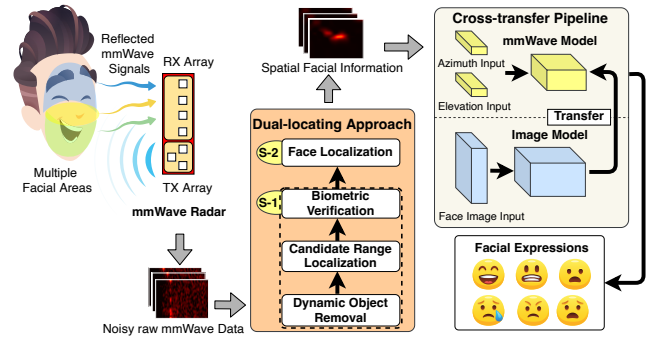 Reflected
mmWave
Signals
RX Array
Multiple
Facial Areas
TX Array
mmWave Radar
Noisy raw mmWave Data
Spatial Facial Information
Dual-locating Approach
S-2
Face Localization
S-1
Biometric
Verification
Candidate Range
Localization
Dynamic Object
Removal
Cross-transfer Pipeline
mmWave Model
Azimuth Input
Elevation Input
Transfer
Image Model
Face Image Input
Facial Expressions